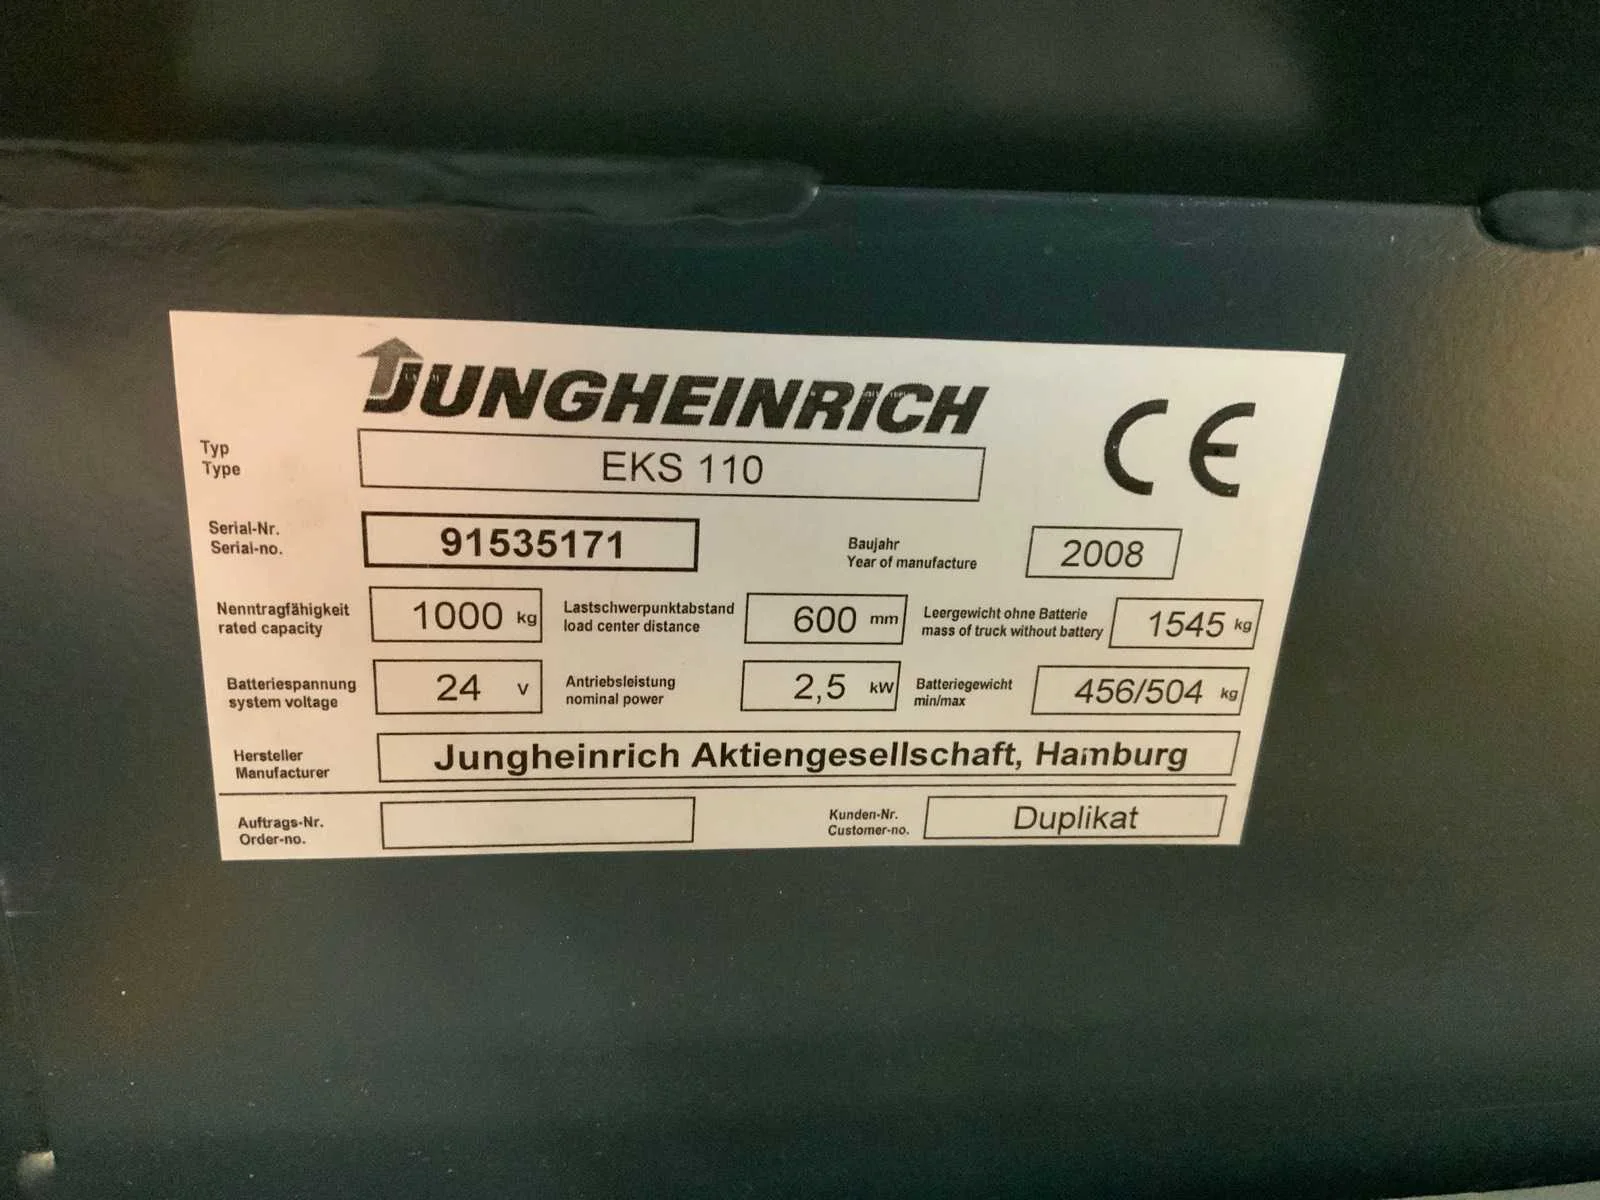 JUNGHEINRICH
CE
Typ
Type
EKS 110
Serial-Nr.
Serial-no.
91535171
Baujahr
Year of manufacture
2008
Nenntragfähigkeit
rated capacity
1000 kg
Lastschwerpunktabstand
load center distance
600 mm
Leergewicht ohne Batterie
mass of truck without battery
1545 kg
Batteriespannung
system voltage
24 V
Antriebsleistung
nominal power
2,5 kW
Batteriegewicht
min/max
456/504 kg
Hersteller
Manufacturer
Jungheinrich Aktiengesellschaft, Hamburg
Auftrags-Nr.
Order-no.
Kunden-Nr.
Customer-no.
Duplikat